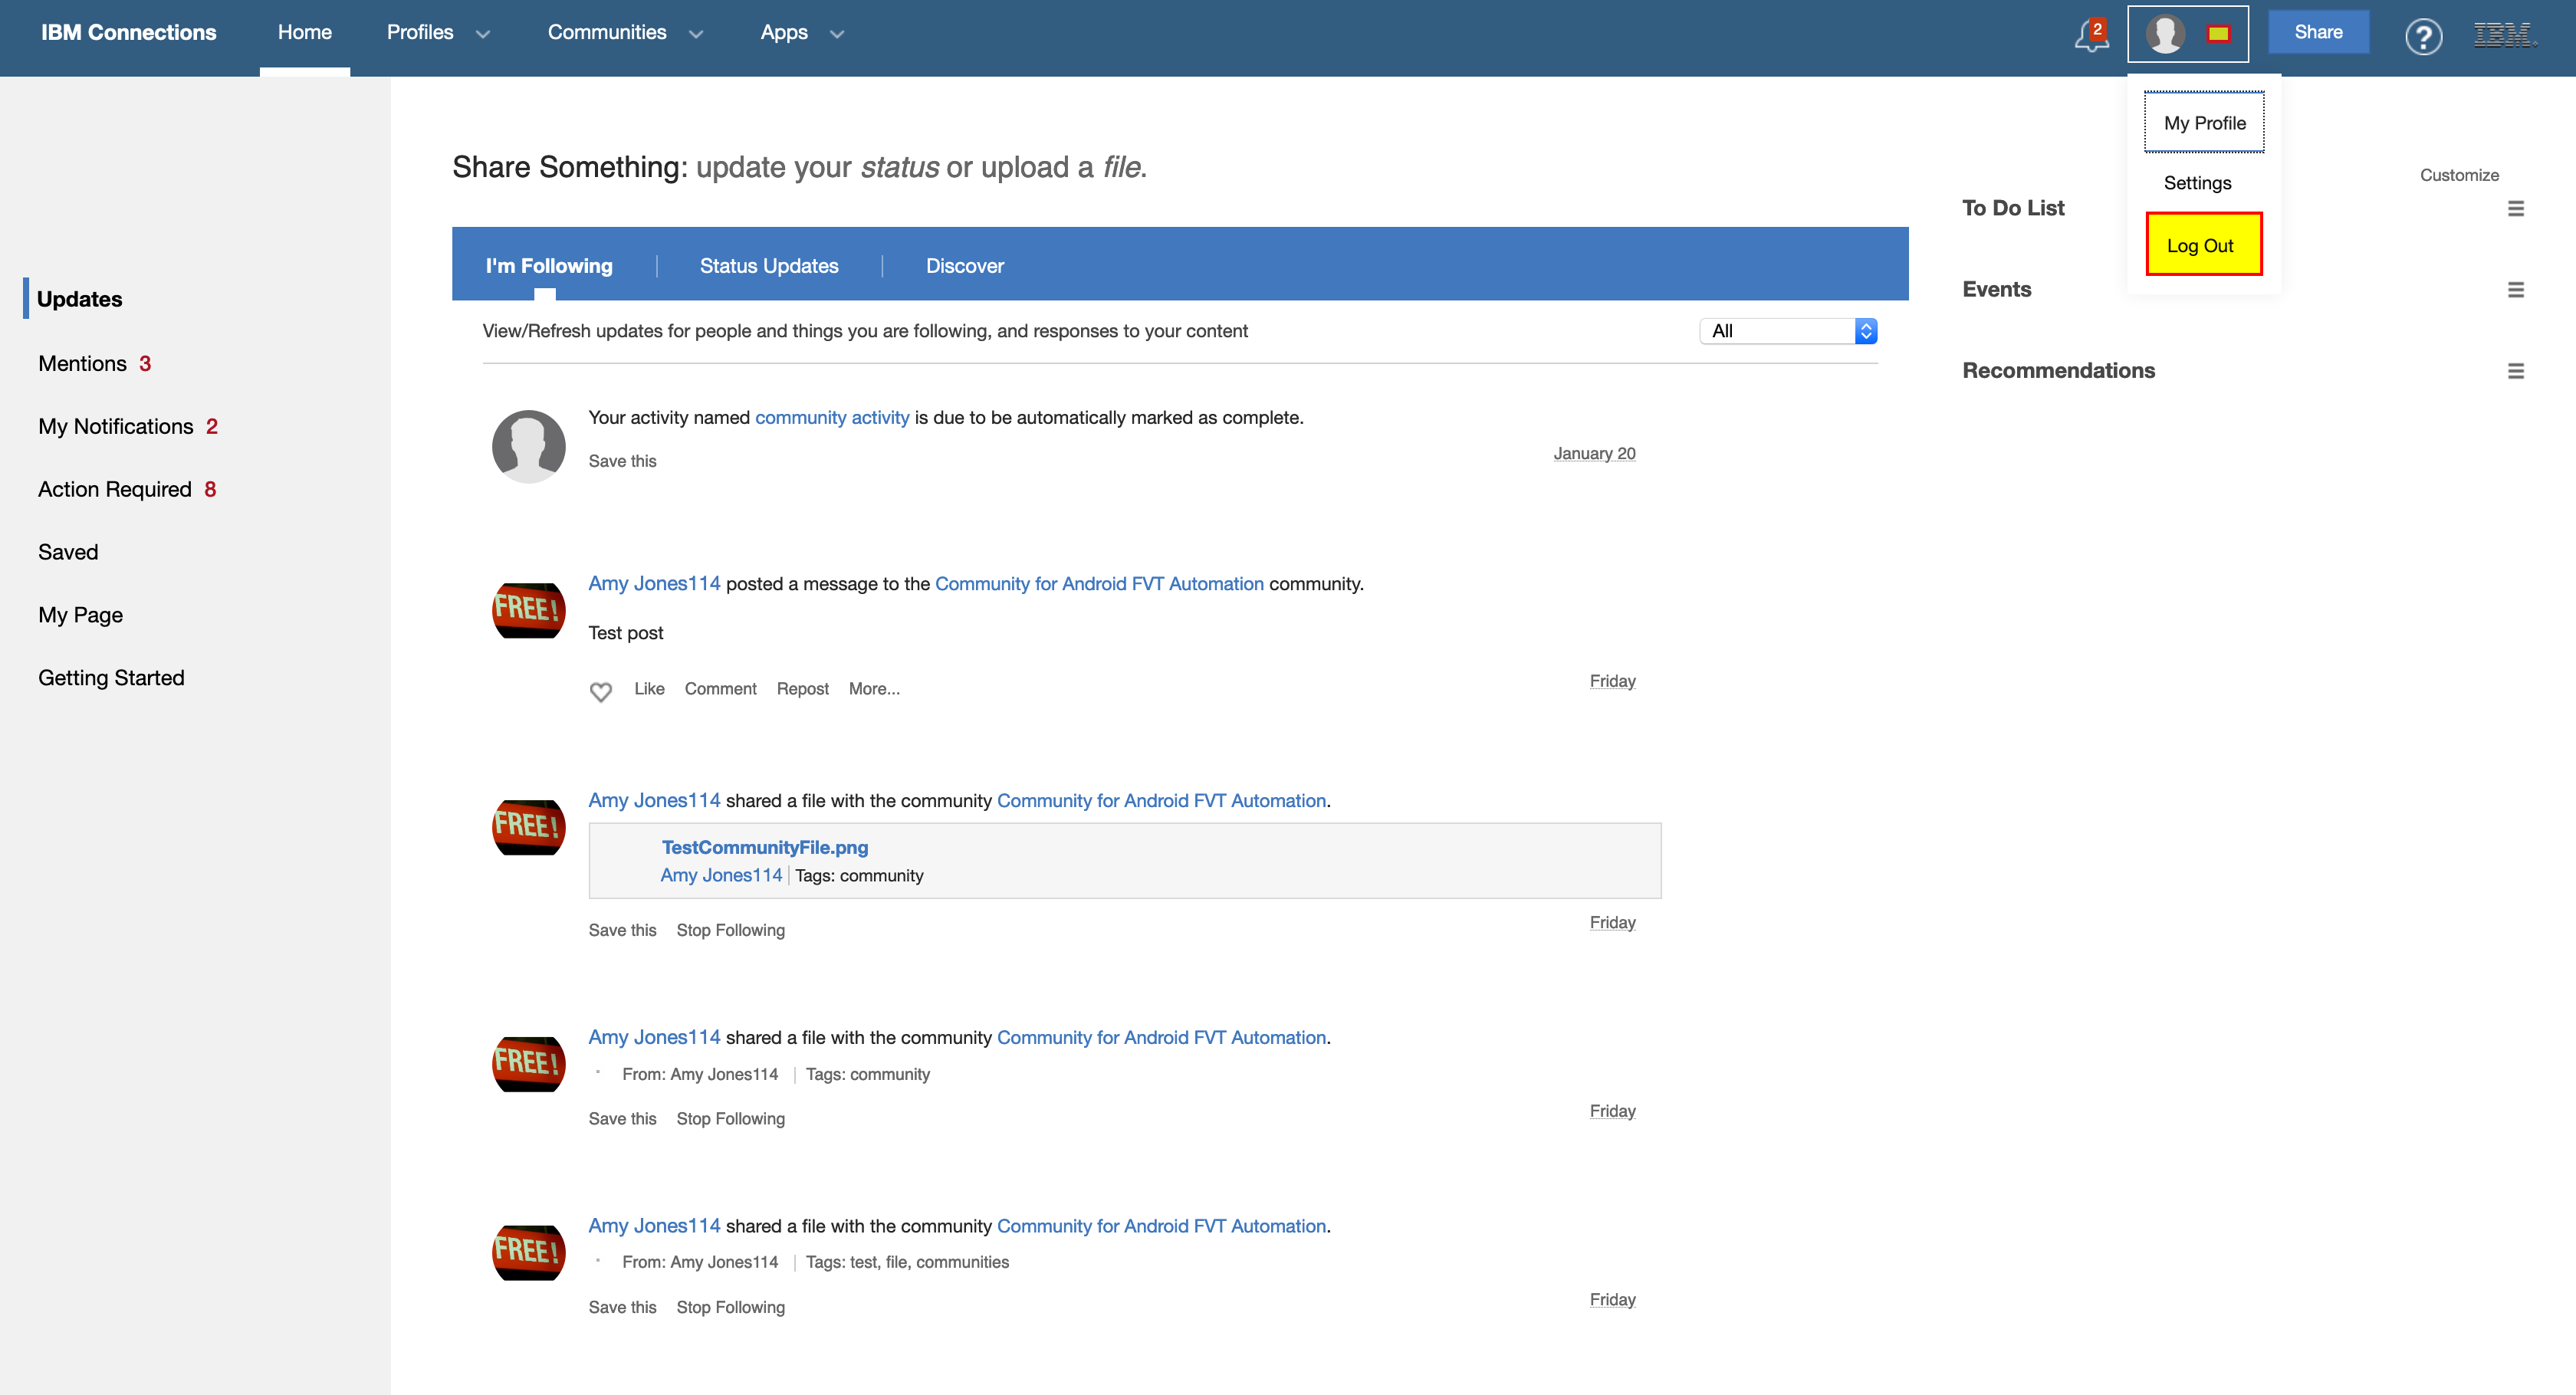 IBM Connections Home Profiles Communities Apps 2 Share ? IBM
My Profile
Settings
Log Out
Updates
Mentions 3
My Notifications 2
Action Required 8
Saved
My Page
Getting Started
Share Something: update your status or upload a file.
I'm Following Status Updates Discover
View/Refresh updates for people and things you are following, and responses to your content All
Your activity named community activity is due to be automatically marked as complete.
Save this January 20
FREE!
Amy Jones114 posted a message to the Community for Android FVT Automation community.
Test post
Like Comment Repost More... Friday
FREE!
Amy Jones114 shared a file with the community Community for Android FVT Automation.
TestCommunityFile.png
Amy Jones114 | Tags: community
Save this Stop Following Friday
FREE!
Amy Jones114 shared a file with the community Community for Android FVT Automation.
From: Amy Jones114 | Tags: community
Save this Stop Following Friday
FREE!
Amy Jones114 shared a file with the community Community for Android FVT Automation.
From: Amy Jones114 | Tags: test, file, communities
Save this Stop Following Friday
Customize
To Do List
Events
Recommendations